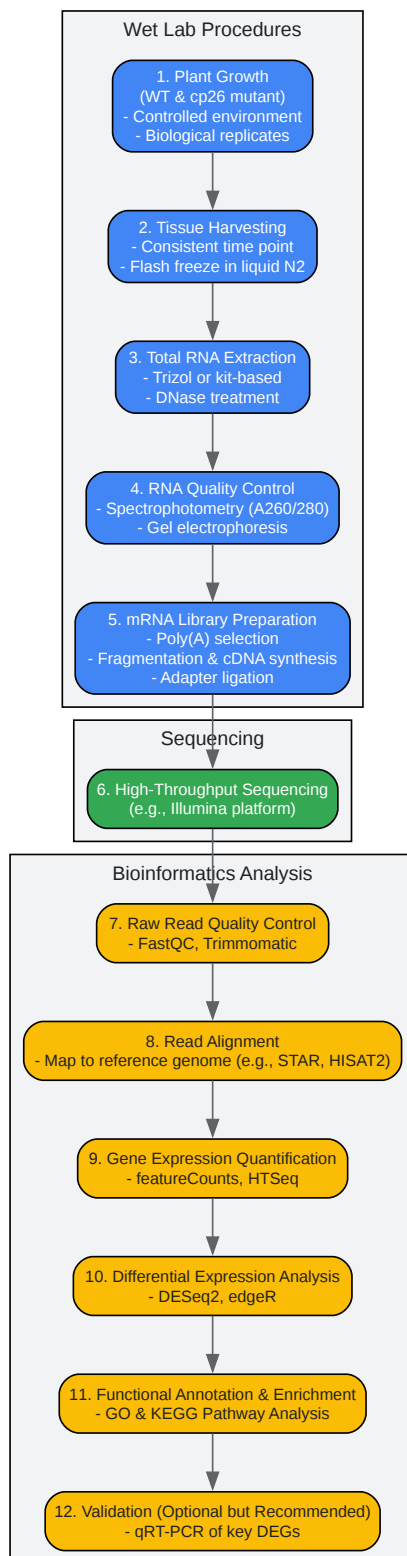 Wet Lab Procedures
1. Plant Growth
(WT & cp26 mutant)
- Controlled environment
- Biological replicates
2. Tissue Harvesting
- Consistent time point
- Flash freeze in liquid N2
3. Total RNA Extraction
- Trizol or kit-based
- DNase treatment
4. RNA Quality Control
- Spectrophotometry (A260/280)
- Gel electrophoresis
5. mRNA Library Preparation
- Poly(A) selection
- Fragmentation & cDNA synthesis
- Adapter ligation
Sequencing
6. High-Throughput Sequencing
(e.g., Illumina platform)
Bioinformatics Analysis
7. Raw Read Quality Control
- FastQC, Trimmomatic
8. Read Alignment
- Map to reference genome (e.g., STAR, HISAT2)
9. Gene Expression Quantification
- featureCounts, HTSeq
10. Differential Expression Analysis
- DESeq2, edgeR
11. Functional Annotation & Enrichment
- GO & KEGG Pathway Analysis
12. Validation (Optional but Recommended)
- qRT-PCR of key DEGs